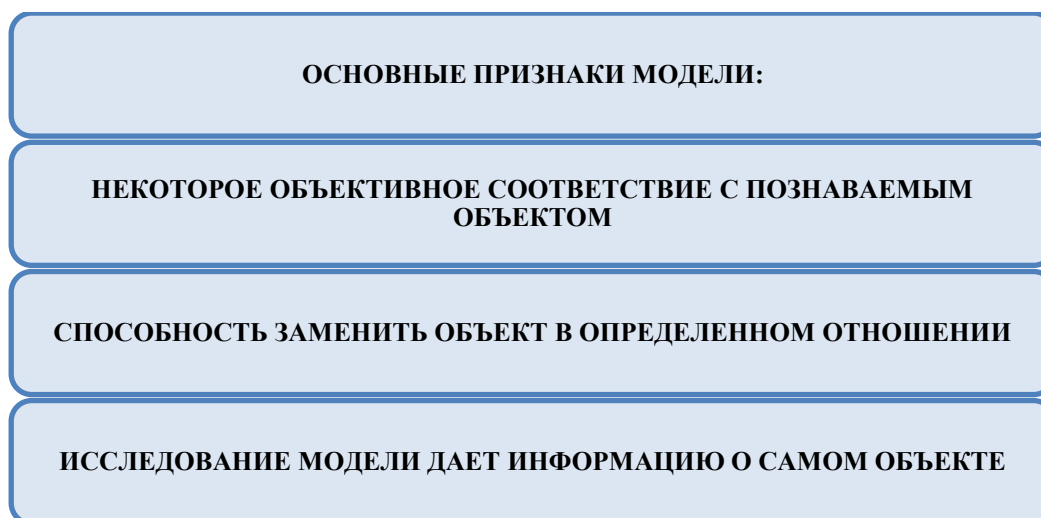 ОСНОВНЫЕ ПРИЗНАКИ МОДЕЛИ:
НЕКОТОРОЕ ОБЪЕКТИВНОЕ СООТВЕТСТВИЕ С ПОЗНАВАЕМЫМ
ОБЪЕКТОМ
СПОСОБНОСТЬ ЗАМЕНИТЬ ОБЪЕКТ В ОПРЕДЕЛЕННОМ ОТНОШЕНИИ
ИССЛЕДОВАНИЕ МОДЕЛИ ДАЕТ ИНФОРМАЦИЮ О САМОМ ОБЪЕКТЕ